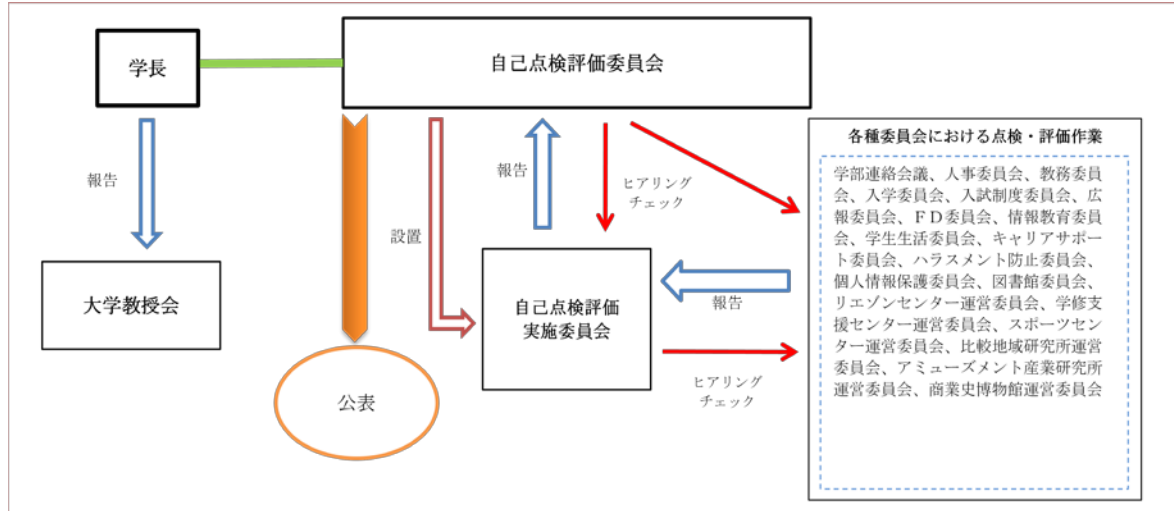 学長
自己点検評価委員会
報告
設置
報告
ヒアリング
チェック
大学教授会
公表
自己点検評価
実施委員会
報告
ヒアリング
チェック
各種委員会における点検・評価作業
学部連絡会議、人事委員会、教務委員
会、入学委員会、入試制度委員会、広
報委員会、ＦＤ委員会、情報教育委員
会、学生生活委員会、キャリアサポー
ト委員会、ハラスメント防止委員会、
個人情報保護委員会、図書館委員会、
リエゾンセンター運営委員会、学修支
援センター運営委員会、スポーツセン
ター運営委員会、比較地域研究所運営
委員会、アミューズメント産業研究所
運営委員会、商業史博物館運営委員会